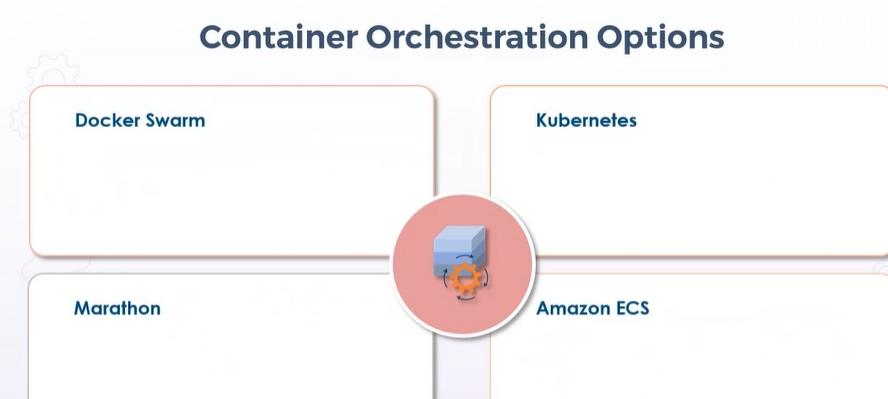 Container Orchestration Options
Docker Swarm
Kubernetes
Marathon
Amazon ECS